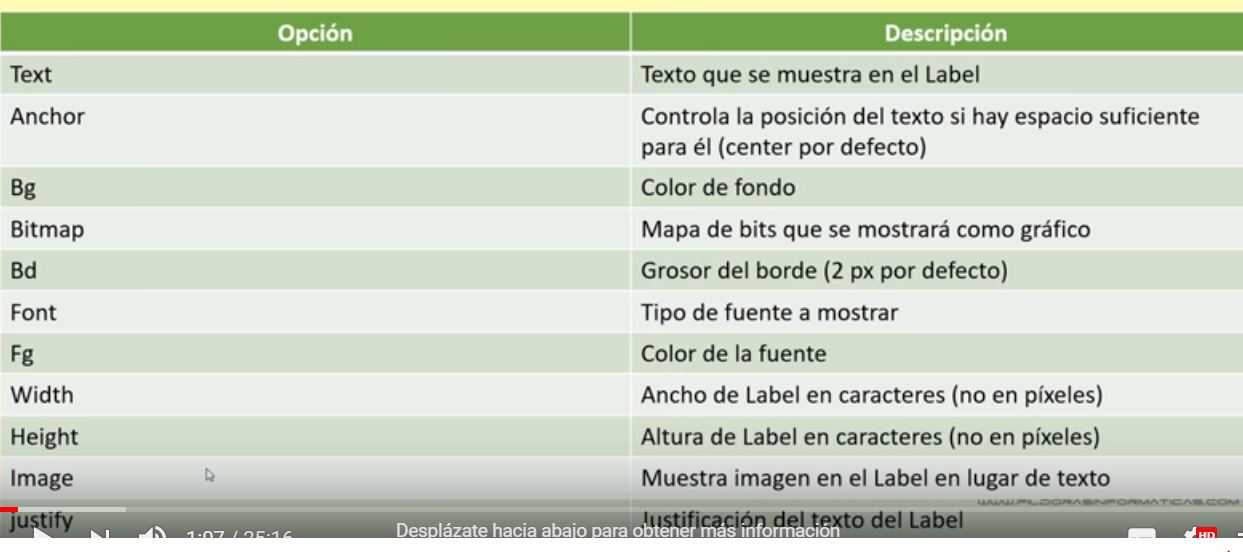 Opción Descripción
Text Texto que se muestra en el Label
Anchor Controla la posición del texto si hay espacio suficiente
para él (center por defecto)
Bg Color de fondo
Bitmap Mapa de bits que se mostrará como gráfico
Bd Grosor del borde (2 px por defecto)
Font Tipo de fuente a mostrar
Fg Color de la fuente
Width Ancho de Label en caracteres (no en píxeles)
Height Altura de Label en caracteres (no en píxeles)
Image Muestra imagen en el Label en lugar de texto
WWW.PILDORASINFORMATICAS.COM
justify Justificación del texto del Label
1:07 / 25:16 Desplázate hacia abajo para obtener más información HD